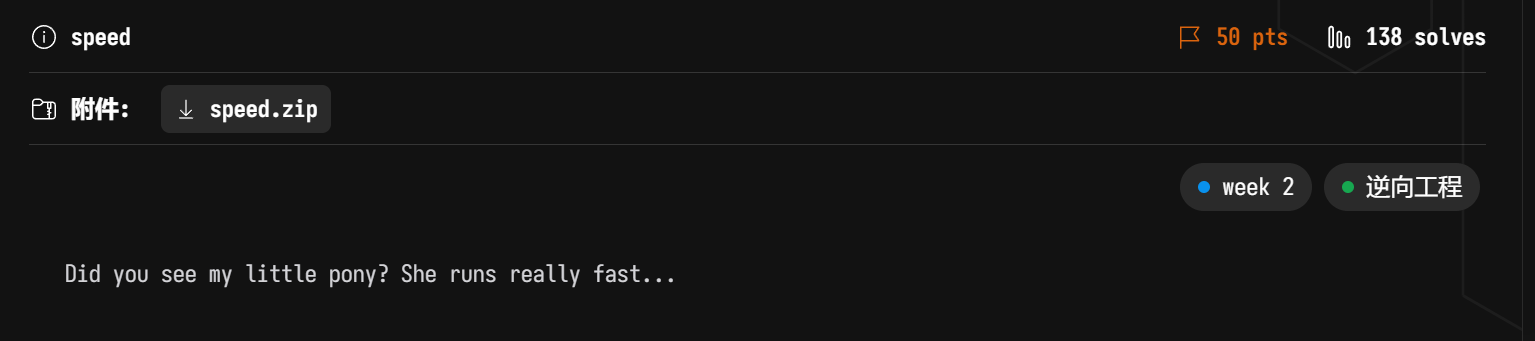 speed 50 pts 138 solves
附件: speed.zip
week 2 逆向工程
Did you see my little pony? She runs really fast...